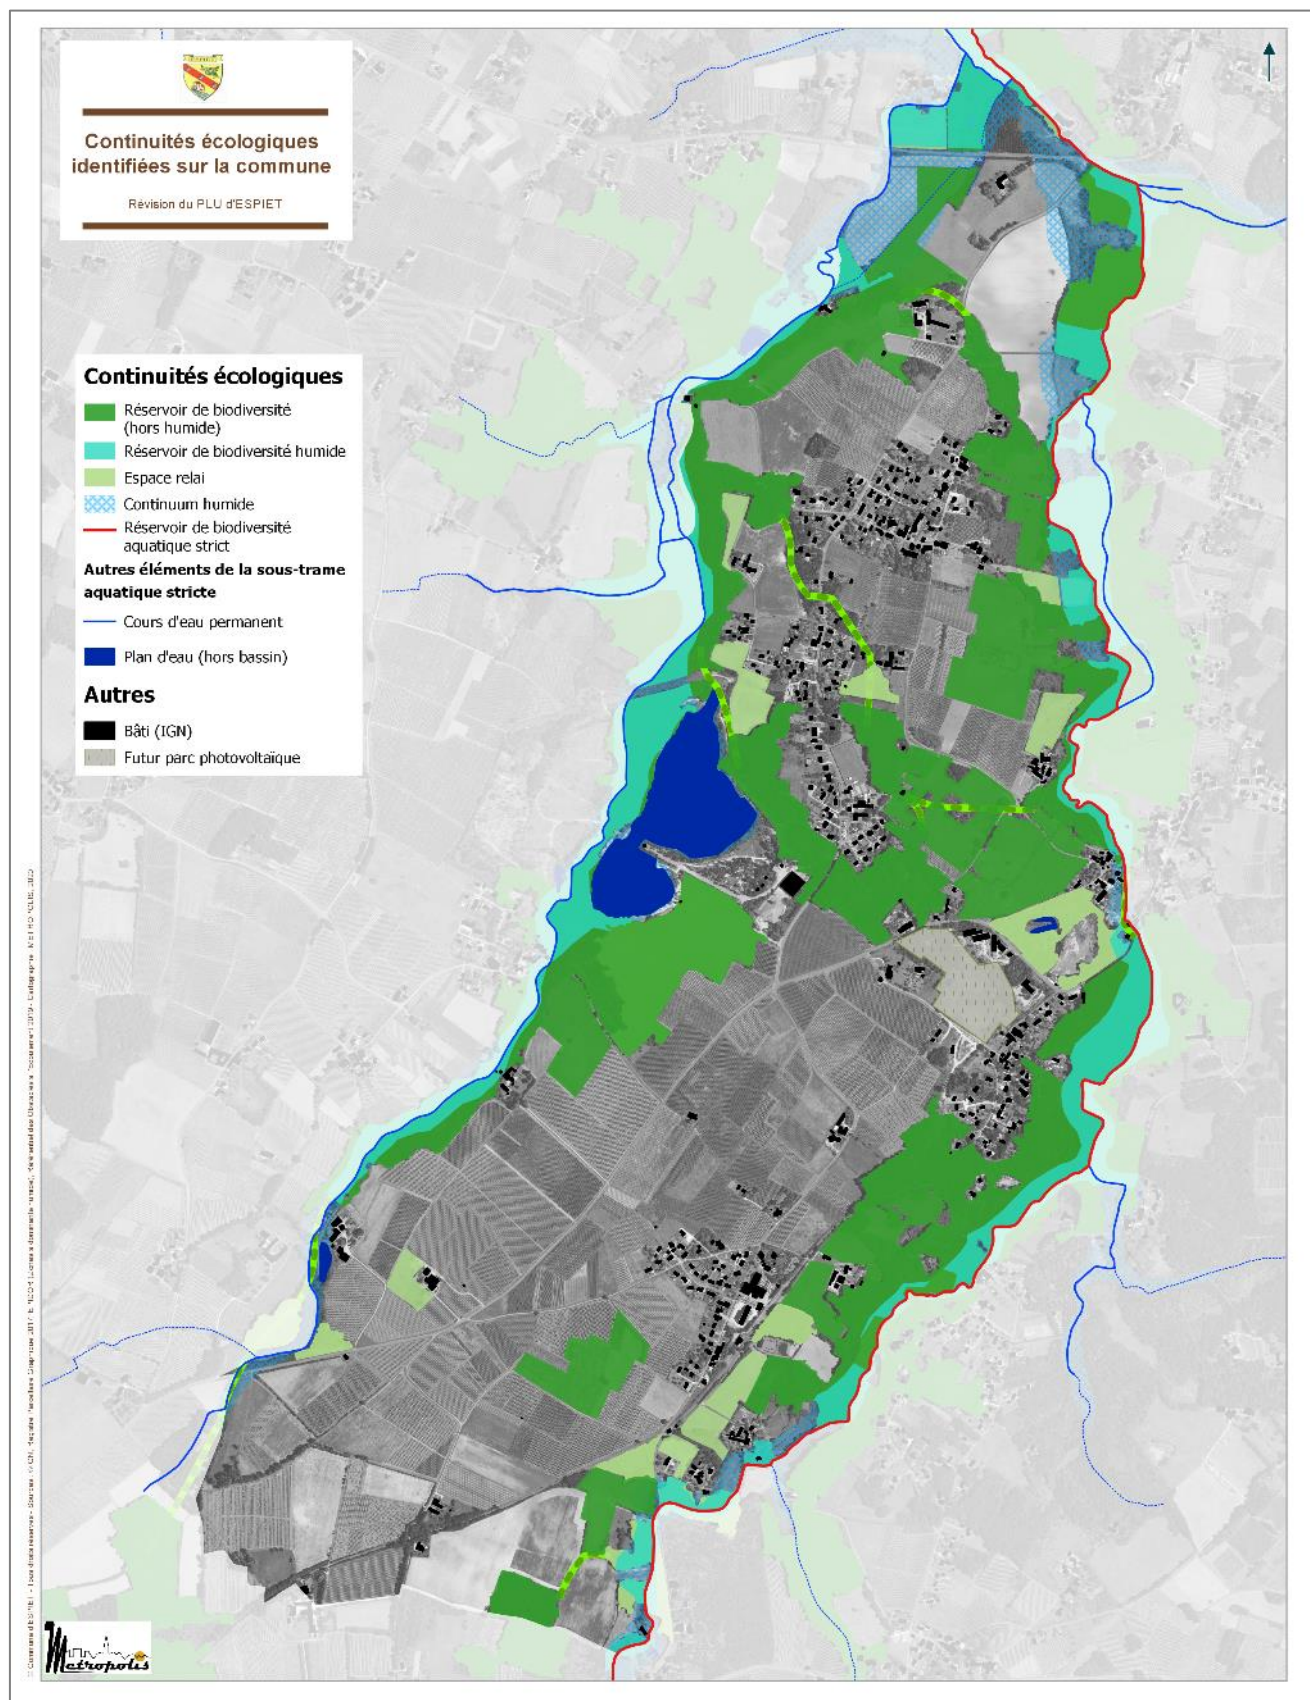 Continuités écologiques
identifiées sur la commune
Révision du PLU d'ESPIET
Continuités écologiques
Réservoir de biodiversité
(hors humide)
Réservoir de biodiversité humide
Espace relai
Continuum humide
Réservoir de biodiversité
aquatique strict
Autres éléments de la sous-trame
aquatique stricte
Cours d'eau permanent
Plan d'eau (hors bassin)
Autres
Bâti (IGN)
Futur parc photovoltaïque
Metropolis